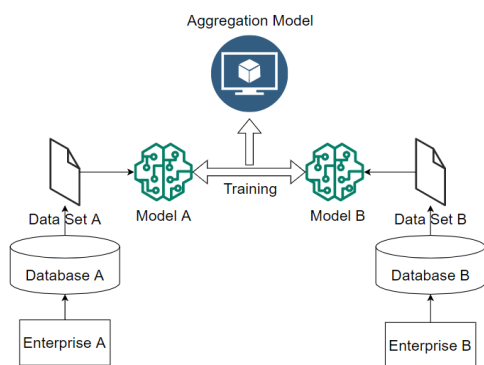 Aggregation Model
Training
Model A
Model B
Data Set A
Data Set B
Database A
Database B
Enterprise A
Enterprise B